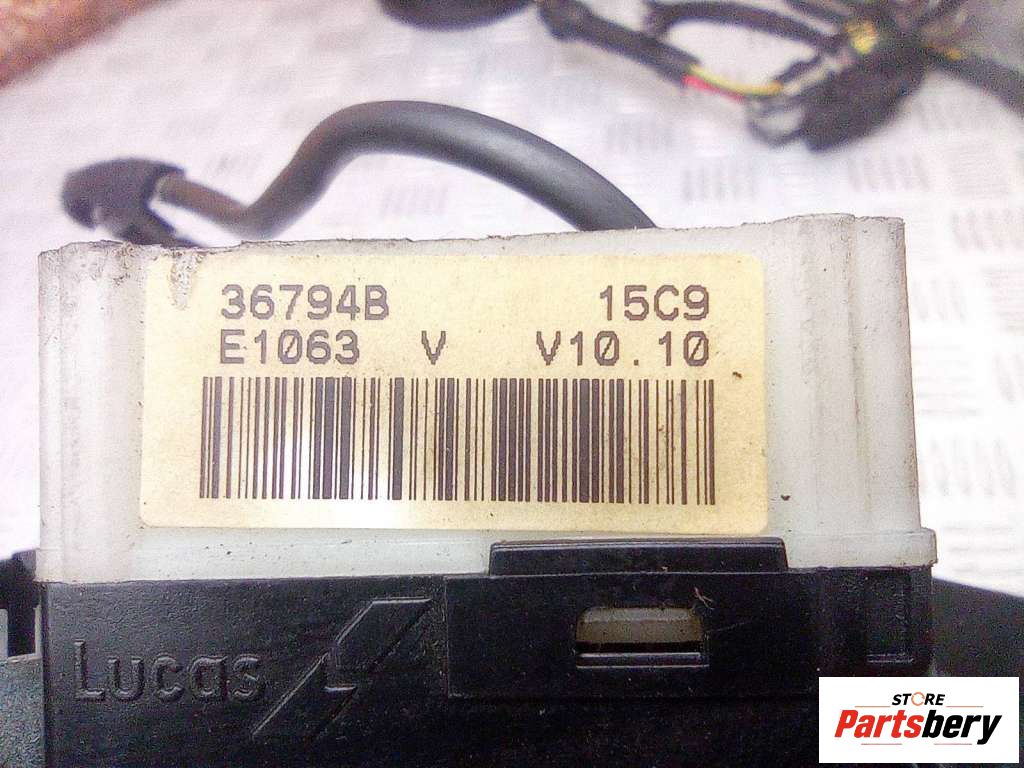 36794B 15C9
E1063 V V10.10
Lucas
STORE
Partsbery